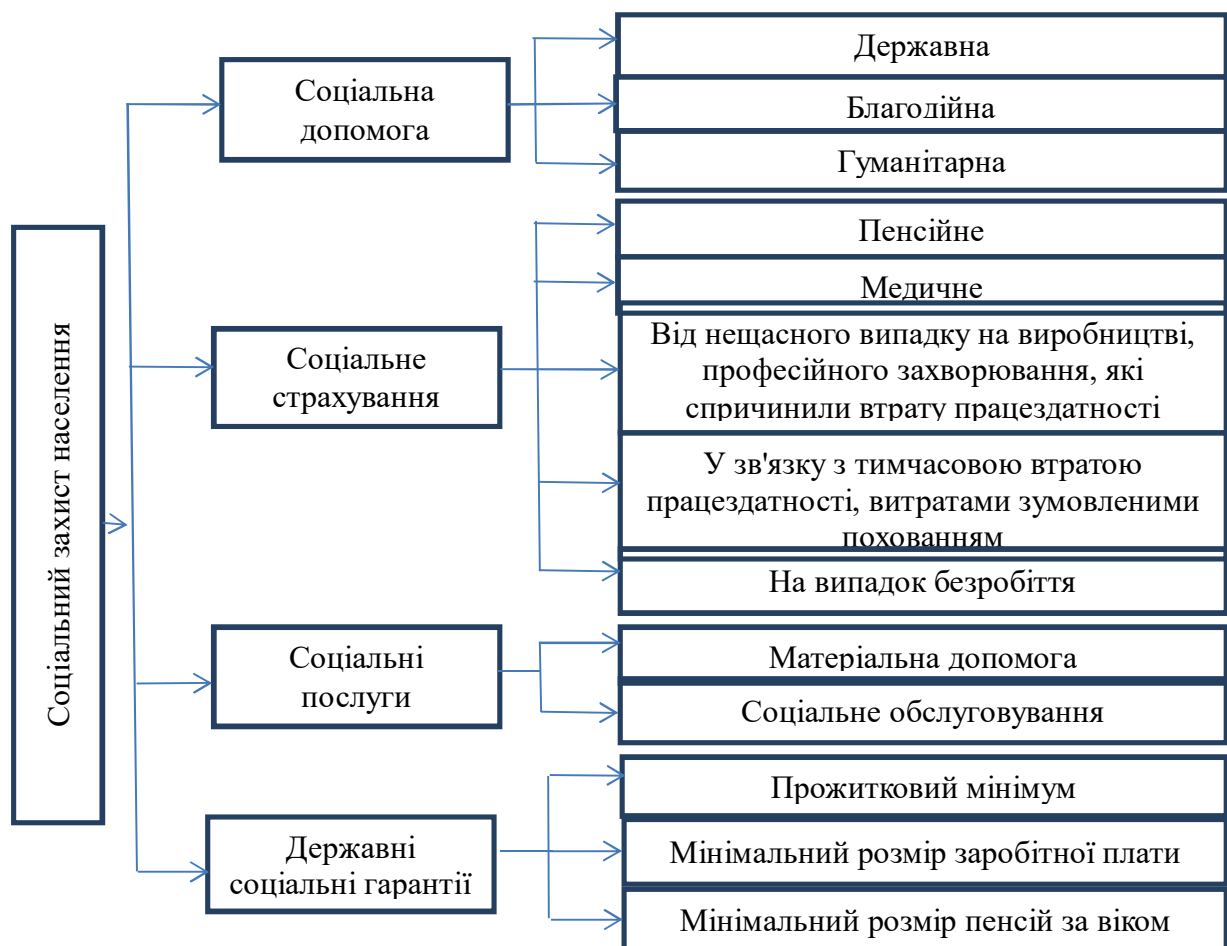 Соціальний захист населення
Соціальна
допомога
Державна
Благодійна
Гуманітарна
Соціальне
страхування
Пенсійне
Медичне
Від нещасного випадку на виробництві,
професійного захворювання, які
спричинили втрату працездатності
У зв'язку з тимчасовою втратою
працездатності, витратами зумовленими
похованням
На випадок безробіття
Соціальні
послуги
Матеріальна допомога
Соціальне обслуговування
Державні
соціальні гарантії
Прожитковий мінімум
Мінімальний розмір заробітної плати
Мінімальний розмір пенсій за віком